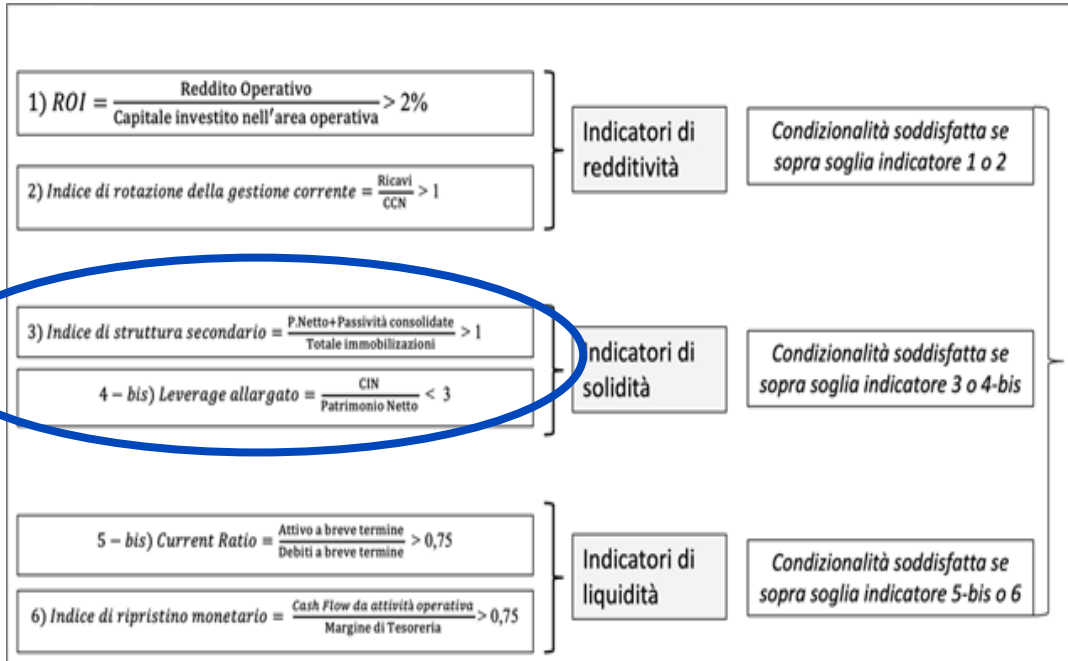 1) ROI = Reddito Operativo / Capitale investito nell'area operativa > 2%
2) Indice di rotazione della gestione corrente = Ricavi / CCN > 1
Indicatori di
redditività
Condizionalità soddisfatta se
sopra soglia indicatore 1 o 2
3) Indice di struttura secondario = P.Netto+Passività consolidate / Totale immobilizazioni > 1
4 − bis) Leverage allargato = CIN / Patrimonio Netto < 3
Indicatori di
solidità
Condizionalità soddisfatta se
sopra soglia indicatore 3 o 4-bis
5 − bis) Current Ratio = Attivo a breve termine / Debiti a breve termine > 0,75
6) Indice di ripristino monetario = Cash Flow da attività operativa / Margine di Tesoreria > 0,75
Indicatori di
liquidità
Condizionalità soddisfatta se
sopra soglia indicatore 5-bis o 6